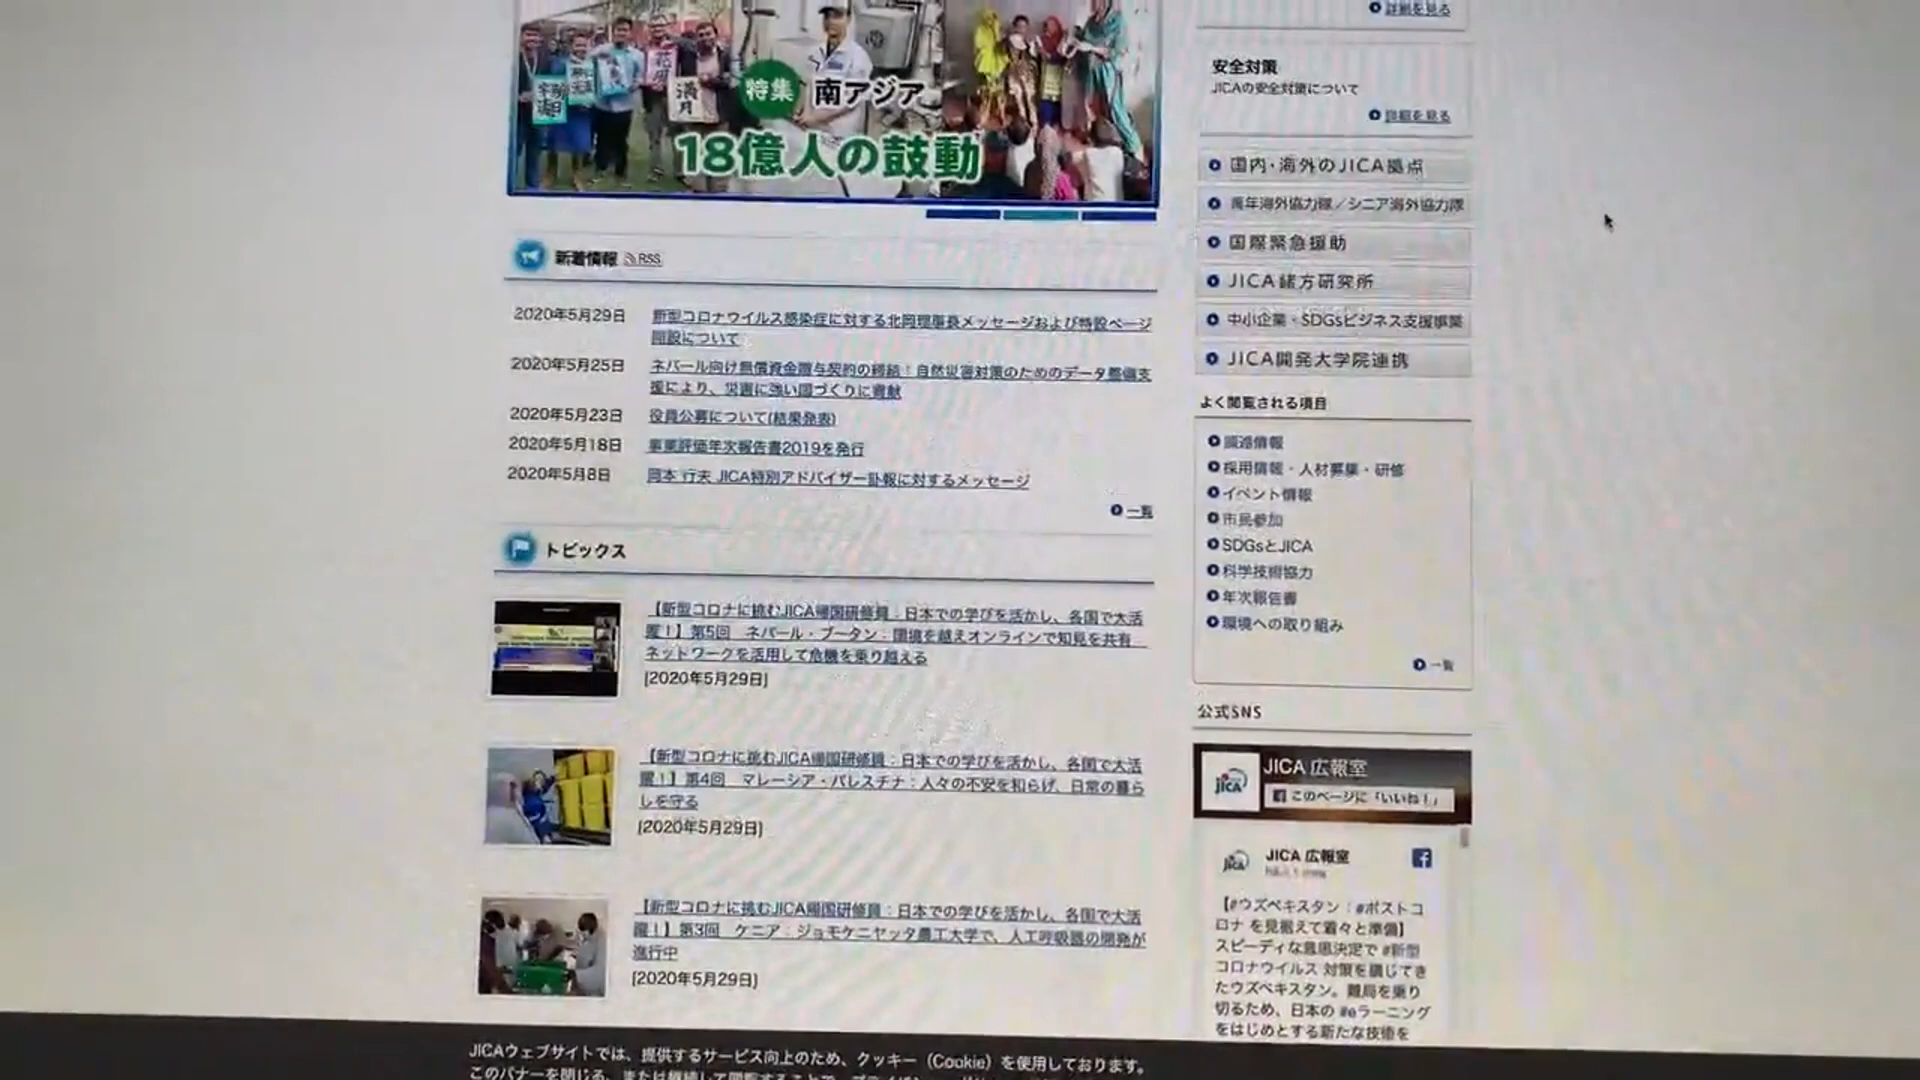 花明
満月
特集 南アジア
18億人の鼓動
新着情報 RSS
2020年5月29日 新型コロナウイルス感染症に対する北岡理事長メッセージおよび特設ページ
開設について
2020年5月25日 ネパール向け無償資金贈与契約の締結:自然災害対策のためのデータ整備支
援により、災害に強い国づくりに貢献
2020年5月23日 役員公募について(結果発表)
2020年5月18日 事業評価年次報告書2019を発行
2020年5月8日 岡本 行夫 JICA特別アドバイザー訃報に対するメッセージ
一覧
トピックス
【新型コロナに挑むJICA帰国研修員:日本での学びを活かし、各国で大活
躍!】第5回 ネパール・ブータン:国境を越えオンラインで知見を共有
ネットワークを活用して危機を乗り越える
[2020年5月29日]
【新型コロナに挑むJICA帰国研修員:日本での学びを活かし、各国で大活
躍!】第4回 マレーシア・パレスチナ:人々の不安を和らげ、日常の暮ら
しを守る
[2020年5月29日]
【新型コロナに挑むJICA帰国研修員:日本での学びを活かし、各国で大活
躍!】第3回 ケニア:ジョモケニヤッタ農工大学で、人工呼吸器の開発が
進行中
[2020年5月29日]
詳細を見る
安全対策
JICAの安全対策について
詳細を見る
国内・海外のJICA拠点
青年海外協力隊/シニア海外協力隊
国際緊急援助
JICA緒方研究所
中小企業・SDGsビジネス支援事業
JICA開発大学院連携
よく閲覧される項目
調達情報
採用情報・人材募集・研修
イベント情報
市民参加
SDGsとJICA
科学技術協力
年次報告書
環境への取り組み
一覧
公式SNS
JICA
JICA 広報室
このページに「いいね!」
JICA
JICA 広報室
【#ウズベキスタン:#ポストコ
ロナ を見据えて着々と準備】
スピーディな意思決定で #新型
コロナウイルス 対策を講じてき
たウズベキスタン。難局を乗り
切るため、日本の #eラーニング
をはじめとする新たな技術を
JICAウェブサイトでは、提供するサービス向上のため、クッキー(Cookie)を使用しております。
このバナーを閉じる、または継続して閲覧することで